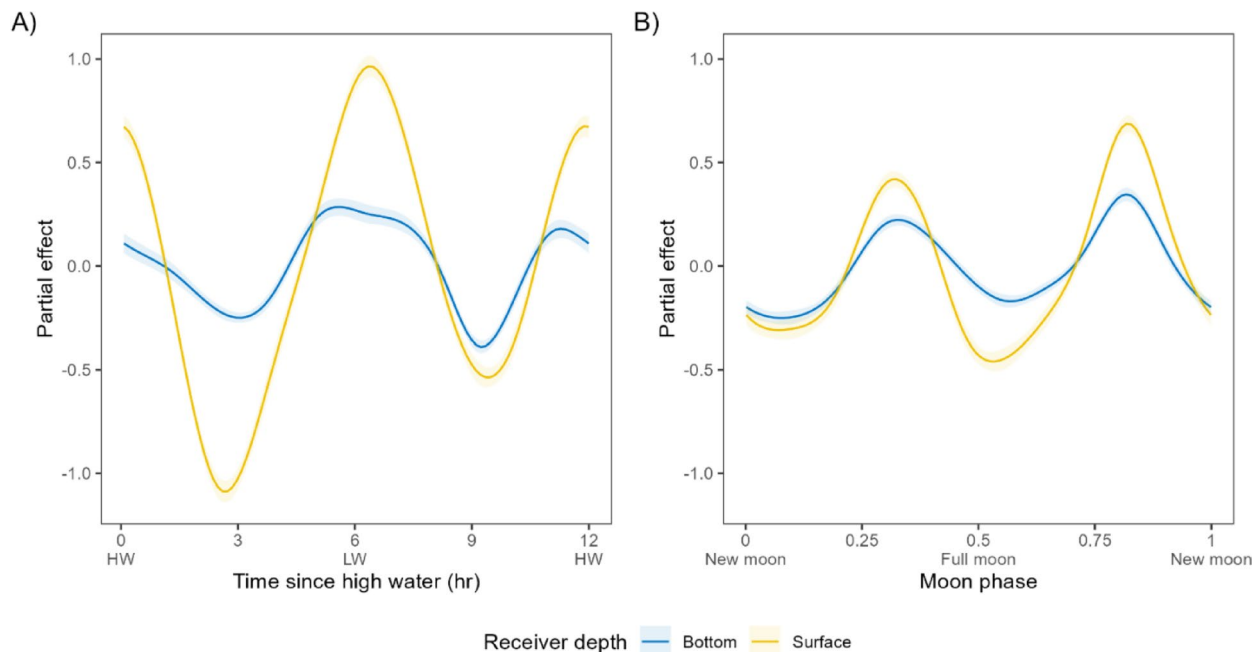 A)
Partial effect
1.0
0.5
0.0
-0.5
-1.0
0 3 6 9 12
HW LW HW
Time since high water (hr)
B)
Partial effect
1.0
0.5
0.0
-0.5
-1.0
0 0.25 0.5 0.75 1
New moon Full moon New moon
Moon phase
Receiver depth Bottom Surface